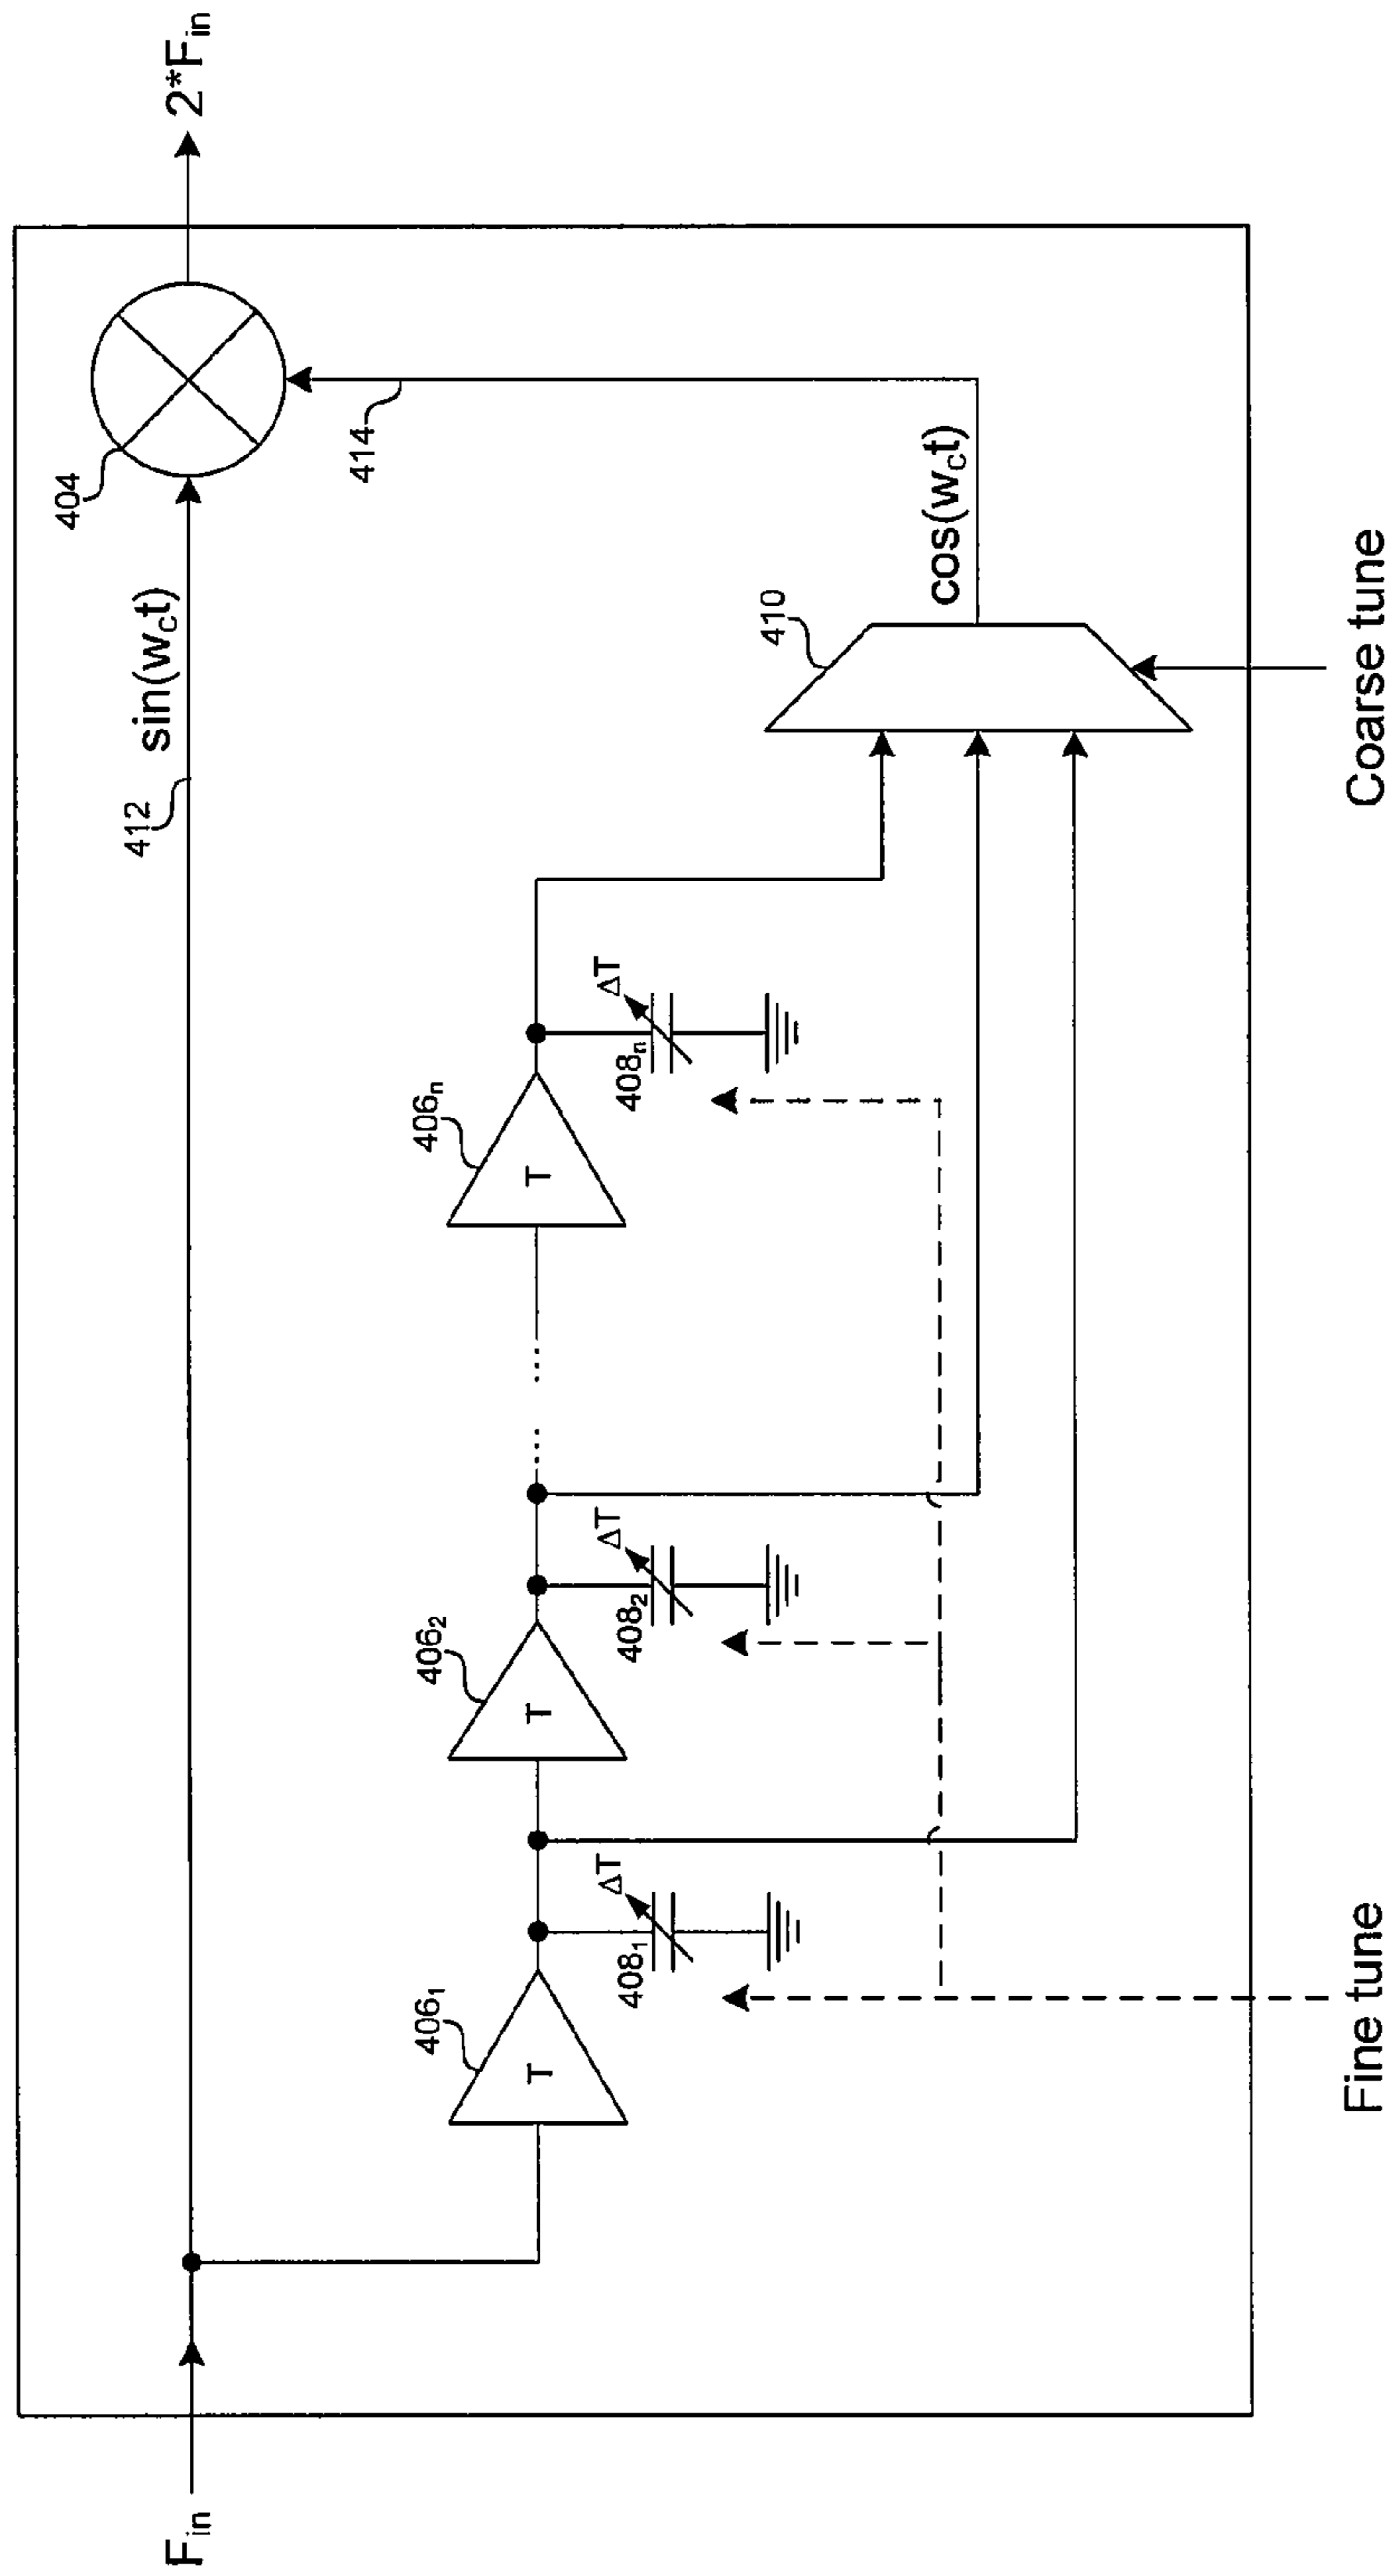 F_in
2*F_in
404
412
sin(w_ct)
414
406_1
T
406_2
T
406_n
T
408_1
ΔT
408_2
ΔT
408_n
ΔT
... ...
410
cos(w_ct)
Fine tune
Coarse tune